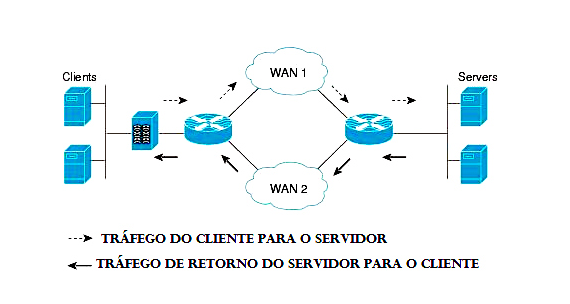 Clients
WAN 1
Servers
WAN 2
TRÁFEGO DO CLIENTE PARA O SERVIDOR
TRÁFEGO DE RETORNO DO SERVIDOR PARA O CLIENTE